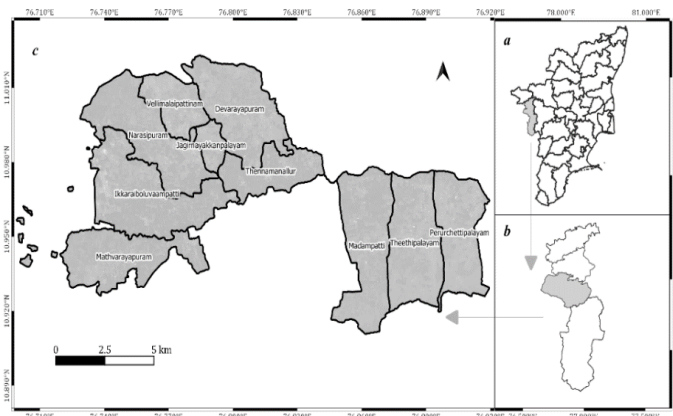 76.710°E 76.740°E 76.770°E 76.800°E 76.830°E 76.860°E 76.890°E 76.920°E 78.000°E 81.000°E
c
a
11.010°N
Vellimalaipattinam
Devarayapuram
Narasipuram
Jagirnayakkanpalayam
10.980°N
Thennamanallur
Ikkaraiboluvaampatti
b
10.950°N
Perurchettipalayam
Madampatti
Theethipalayam
Mathvarayapuram
10.920°N
0 2.5 5 km
10.890°N